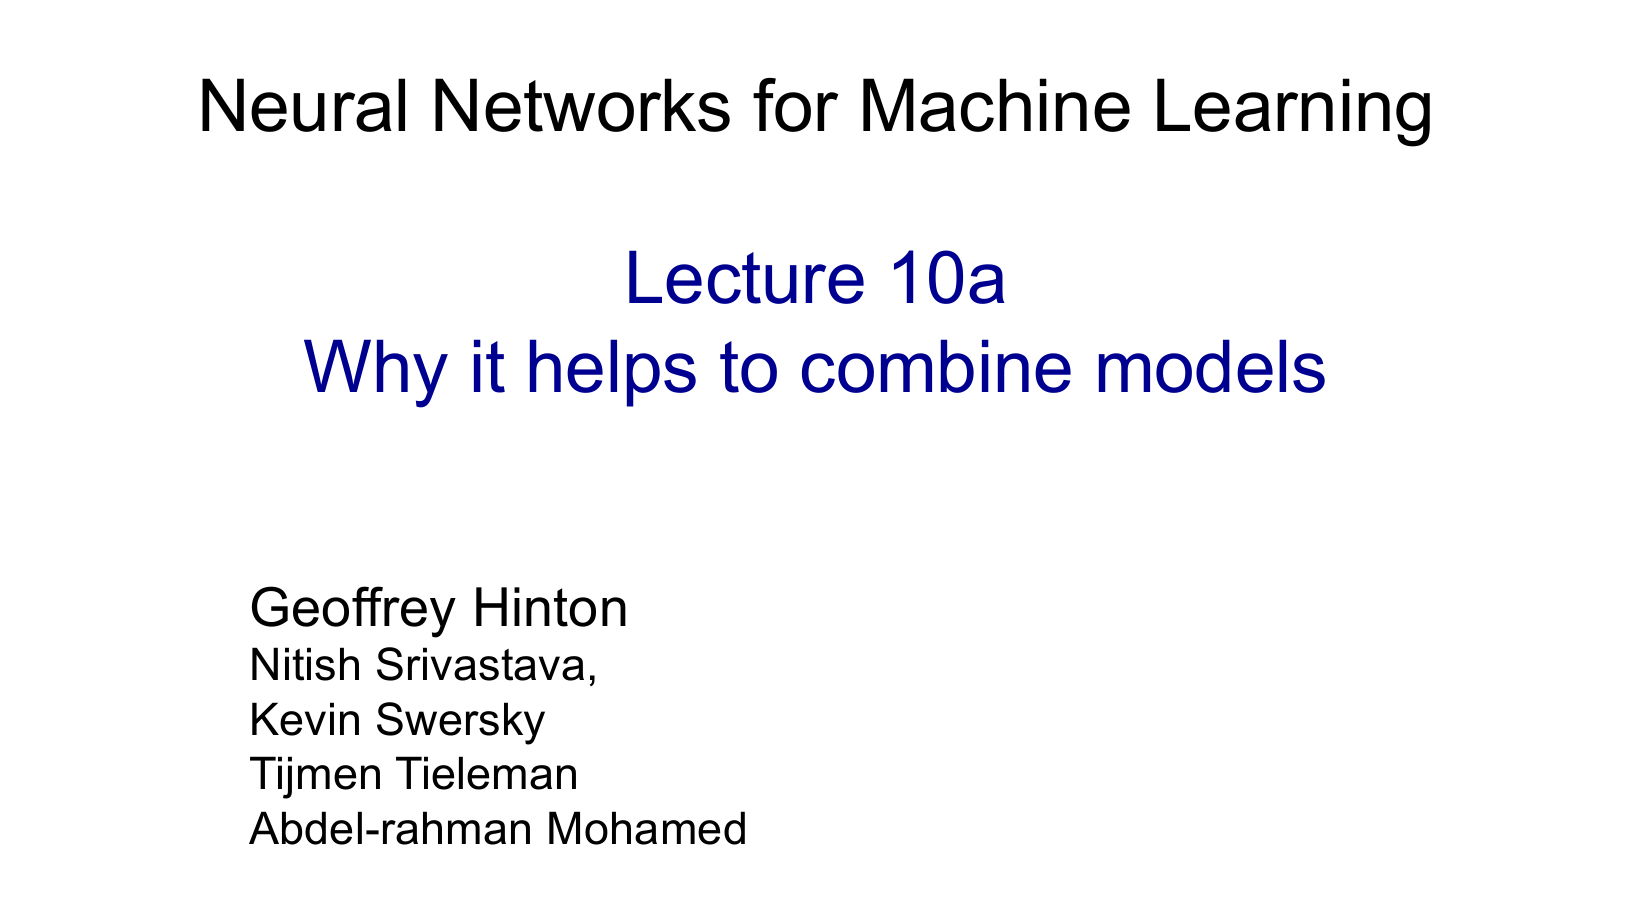 Neural Networks for Machine Learning
Lecture 10a
Why it helps to combine models
Geoffrey Hinton
Nitish Srivastava,
Kevin Swersky
Tijmen Tieleman
Abdel-rahman Mohamed